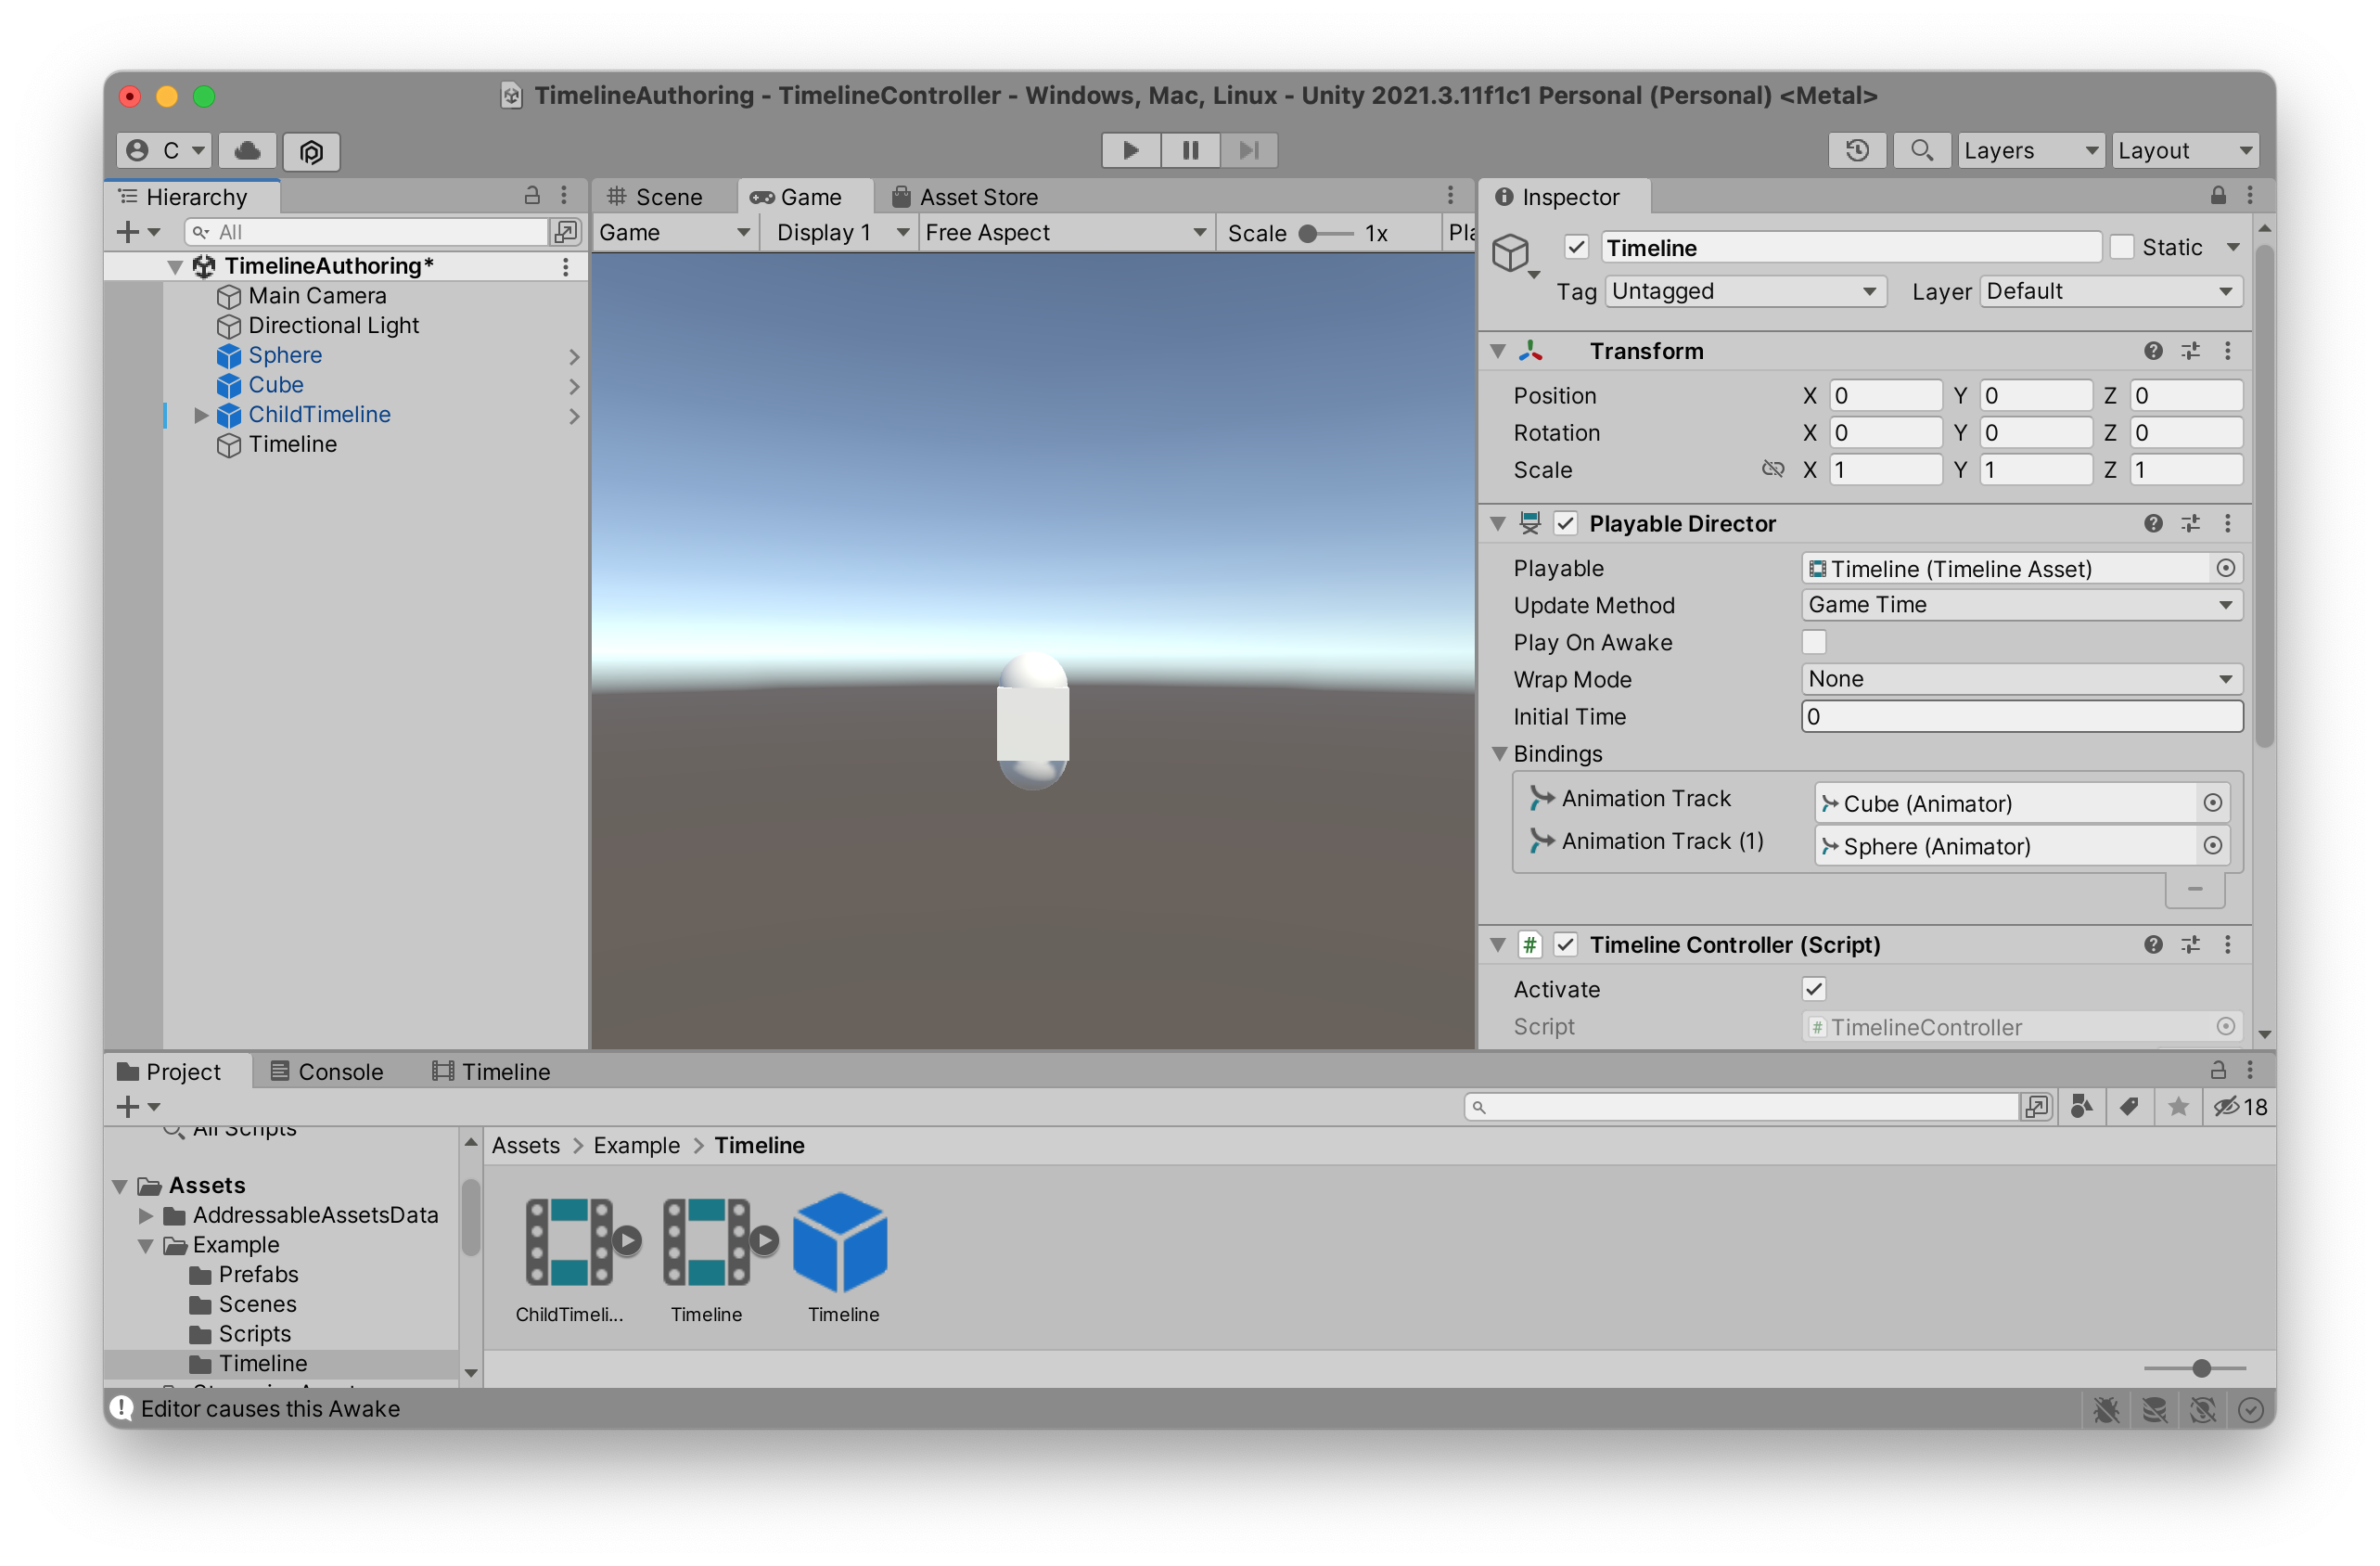 TimelineAuthoring - TimelineController - Windows, Mac, Linux - Unity 2021.3.11f1c1 Personal (Personal) <Metal>
C
Layers
Layout
Hierarchy
All
TimelineAuthoring*
Main Camera
Directional Light
Sphere
Cube
ChildTimeline
Timeline
Scene
Game
Asset Store
Game
Display 1
Free Aspect
Scale
1x
Inspector
Timeline
Static
Tag
Untagged
Layer
Default
Transform
Position
X 0 Y 0 Z 0
Rotation
X 0 Y 0 Z 0
Scale
X 1 Y 1 Z 1
Playable Director
Playable
Timeline (Timeline Asset)
Update Method
Game Time
Play On Awake
Wrap Mode
None
Initial Time
0
Bindings
Animation Track
Cube (Animator)
Animation Track (1)
Sphere (Animator)
# Timeline Controller (Script)
Activate
Script
# TimelineController
Project
Console
Timeline
18
All Scripts
Assets
AddressableAssetsData
Example
Prefabs
Scenes
Scripts
Timeline
Assets > Example > Timeline
ChildTimeli...
Timeline
Timeline
Editor causes this Awake